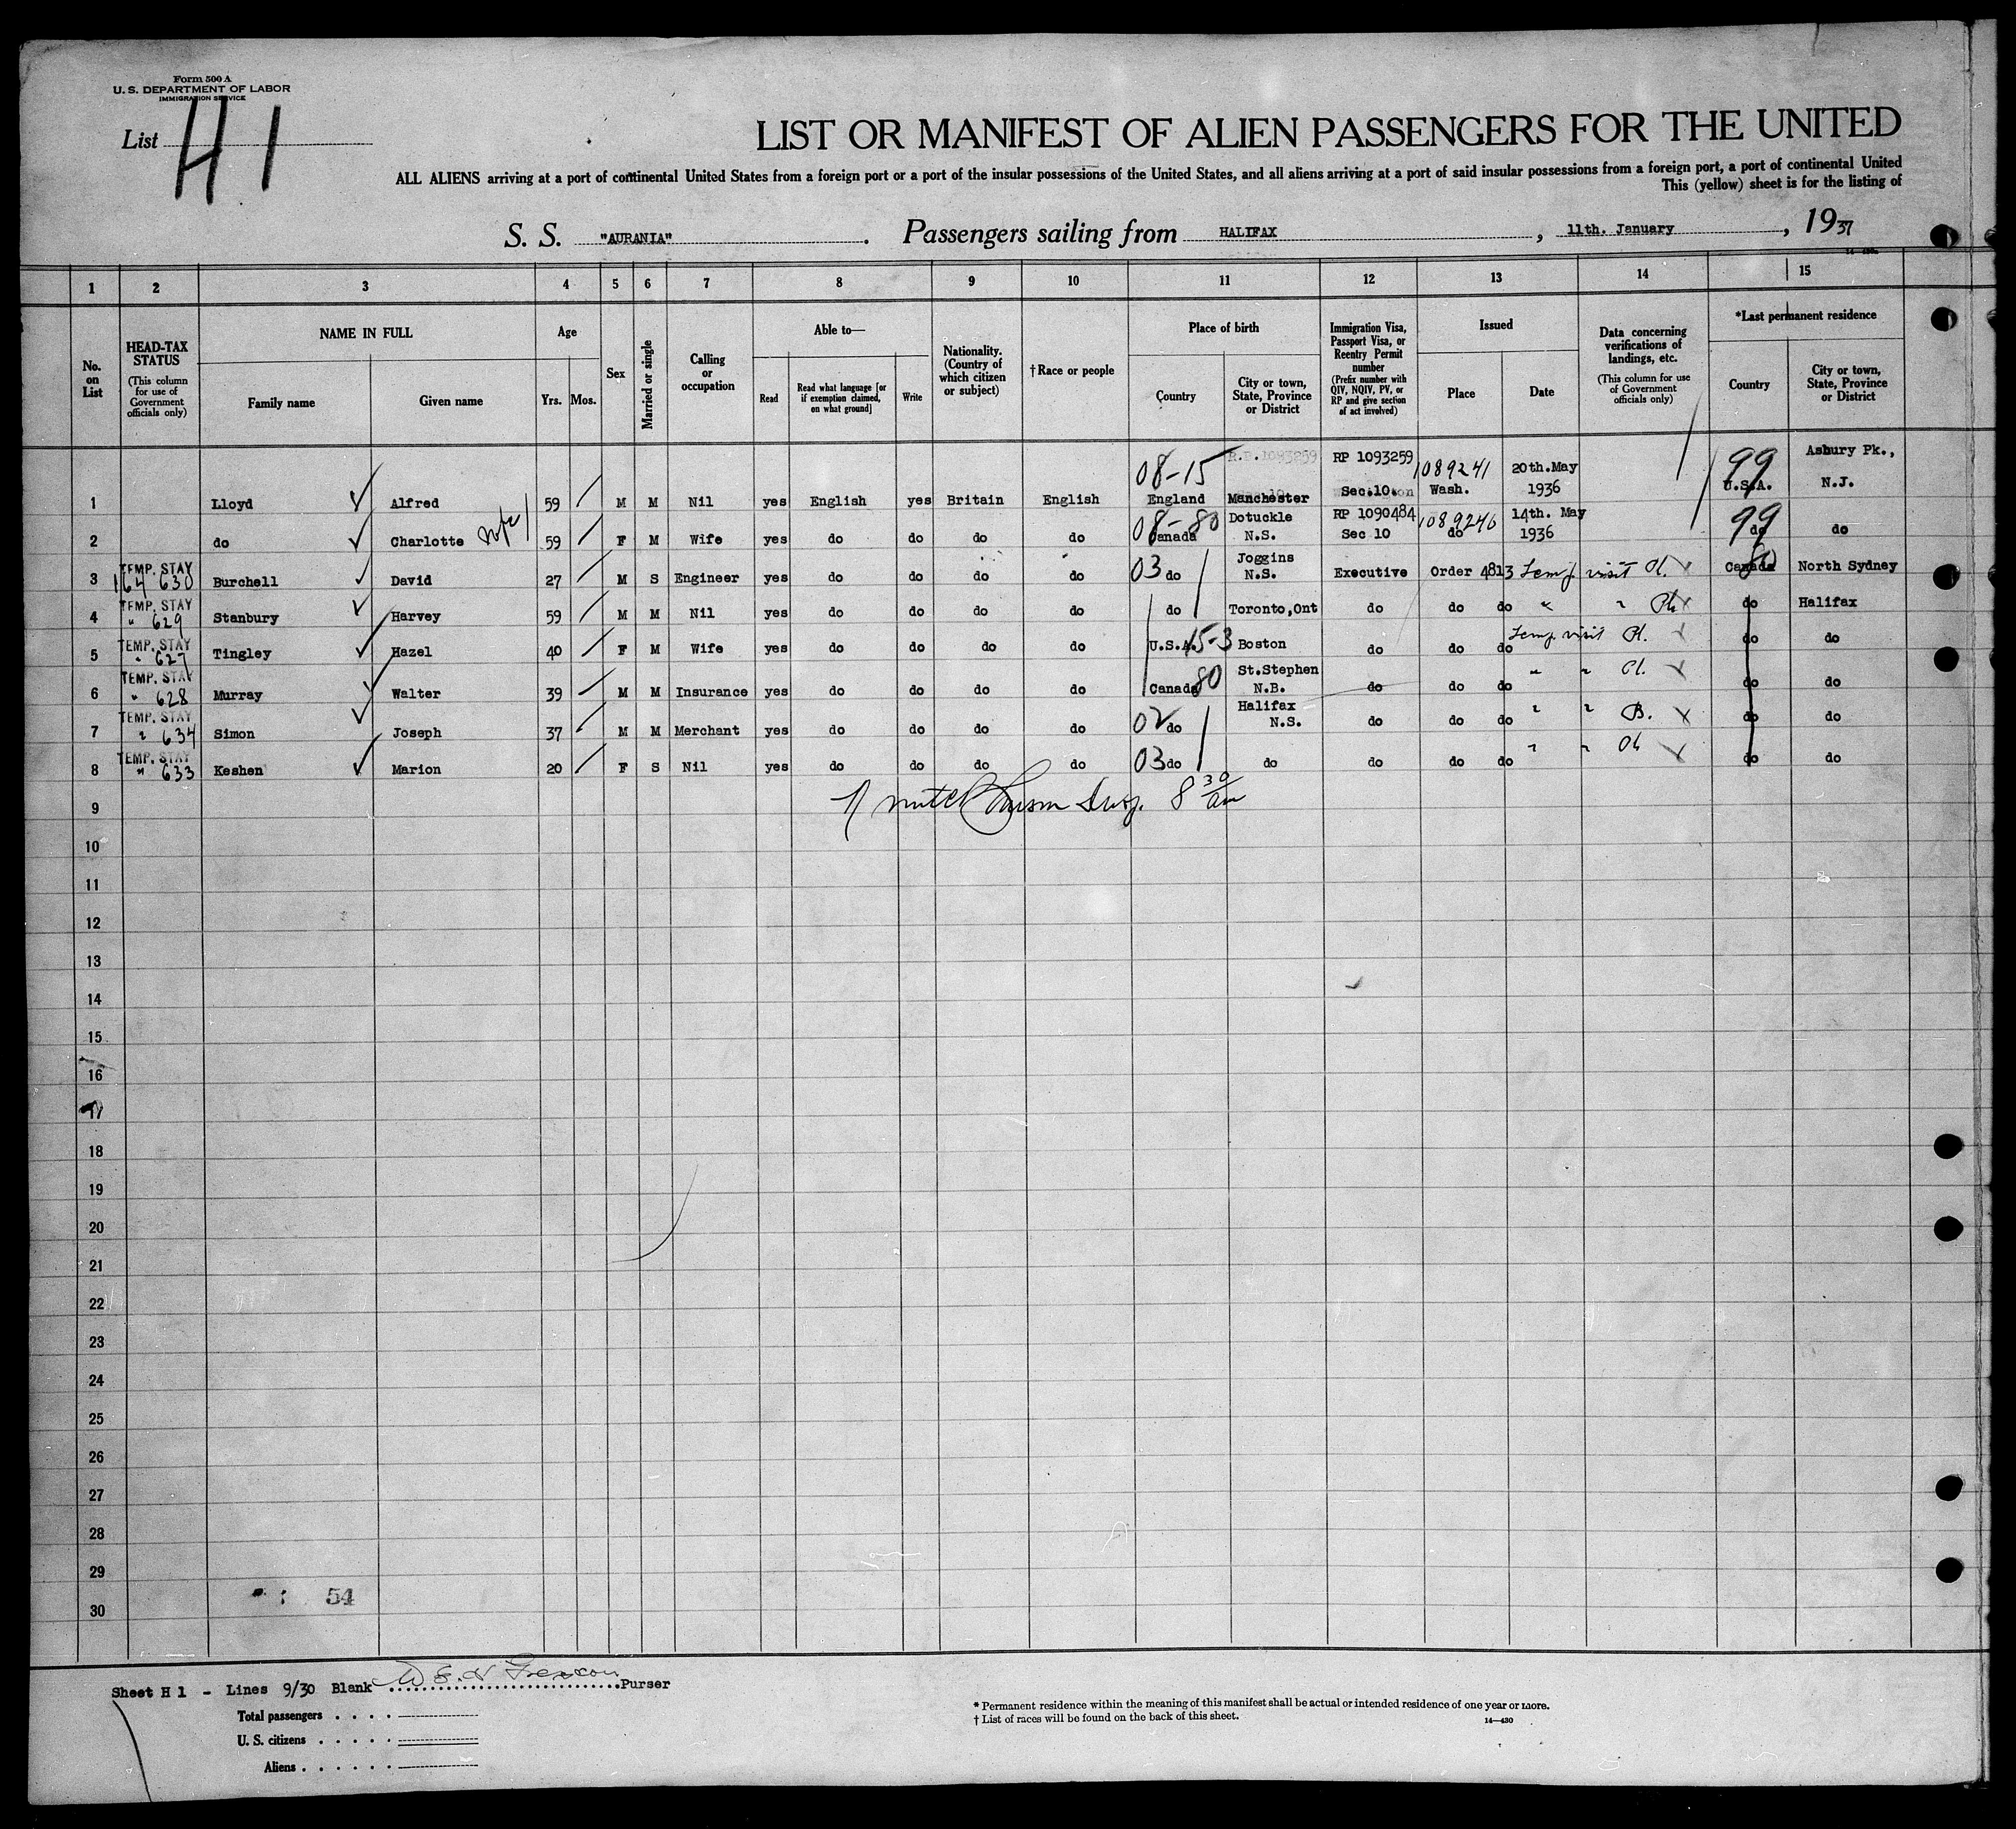 Form 500 A
U. S. DEPARTMENT OF LABOR
IMMIGRATION SERVICE
List H 1
LIST OR MANIFEST OF ALIEN PASSENGERS FOR THE UNITED
ALL ALIENS arriving at a port of continental United States from a foreign port or a port of the insular possessions of the United States, and all aliens arriving at a port of said insular possessions from a foreign port, a port of continental United
This (yellow) sheet is for the listing of
S. S. "AURANIA". Passengers sailing from HALIFAX, 11th. January, 1937
1 2 3 4 5 6 7 8 9 10 11 12 13 14 15
No. on List
HEAD-TAX STATUS
(This column for use of Government officials only)
NAME IN FULL
Family name Given name
Age
Yrs. Mos.
Sex
Married or single
Calling or occupation
Able to—
Read
Read what language [or if exemption claimed, on what ground]
Write
Nationality. (Country of which citizen or subject)
†Race or people
Place of birth
Country
City or town, State, Province or District
Immigration Visa, Passport Visa, or Reentry Permit number
(Prefix number with QIV, NQIV, PV, or RP and give section of act involved)
Issued
Place Date
Data concerning verifications of landings, etc.
(This column for use of Government officials only)
*Last permanent residence
Country
City or town, State, Province or District
08-15 R.P. 1093259 RP 1093259 1089241 20th.May 99 Asbury Pk.,
1 Lloyd Alfred 59 M M Nil yes English yes Britain English England Manchester Sec.10. Wash. 1936 U.S.A. N.J.
08-80 Dotuckle RP 1090484 1089246 14th. May 99
2 do Charlotte 59 F M Wife yes do do do do Canada N.S. Sec 10 do 1936 do do
TEMP. STAY Joggins
3 164 630 Burchell David 27 M S Engineer yes do do do do 03 do N.S. Executive Order 4813 Temp. visit Canada 80 North Sydney
TEMP. STAY
4 " 629 Stanbury Harvey 59 M M Nil yes do do do do do Toronto,Ont do do do " " do Halifax
TEMP. STAY
5 " 627 Tingley Hazel 40 F M Wife yes do do do do U.S.A. 15-3 Boston do do do Temp visit do do
TEMP. STAY St.Stephen
6 " 628 Murray Walter 39 M M Insurance yes do do do do Canada 80 N.B. do do do " " do do
TEMP. STAY Halifax
7 " 634 Simon Joseph 37 M M Merchant yes do do do do 02 do N.S. do do do " " do do
TEMP. STAY
8 " 633 Keshen Marion 20 F S Nil yes do do do do 03 do do do do do " " do do
9 8 30 am
10
11
12
13
14
15
16
17
18
19
20
21
22
23
24
25
26
27
28
29
54
30
Sheet H 1 - Lines 9/30 Blank Purser
Total passengers
U. S. citizens
Aliens
* Permanent residence within the meaning of this manifest shall be actual or intended residence of one year or more.
† List of races will be found on the back of this sheet.
14—430